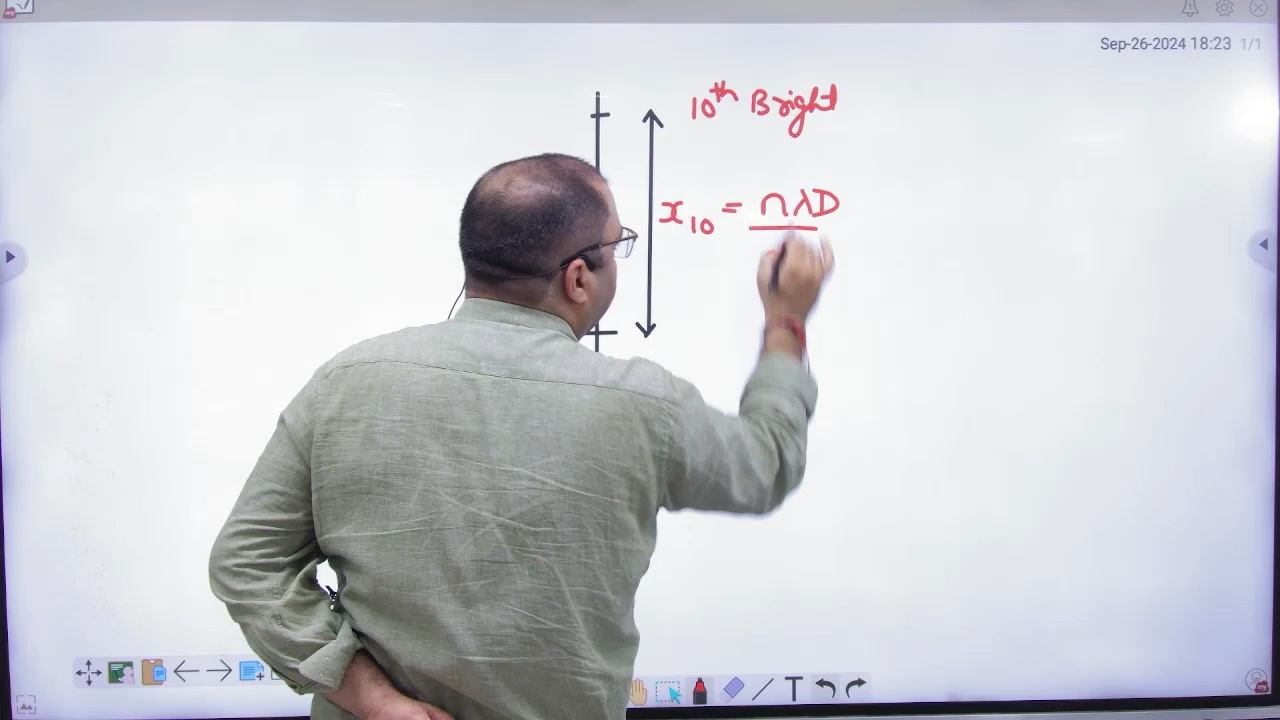 Sep-26-2024 18:23 1/1
10th Bright
x10 = nλD
T